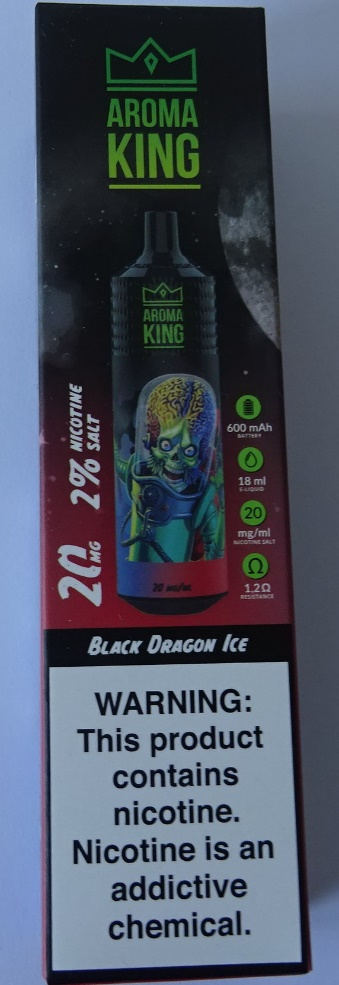 AROMA
KING
AROMA
KING
2% NICOTINE
SALT
20MG
600 mAh
BATTERY
18 ml
E-LIQUID
20
mg/ml
NICOTINE SALT
Ω
1.2Ω
RESISTANCE
20 mg/ml
BLACK DRAGON ICE
WARNING:
This product
contains
nicotine.
Nicotine is an
addictive
chemical.